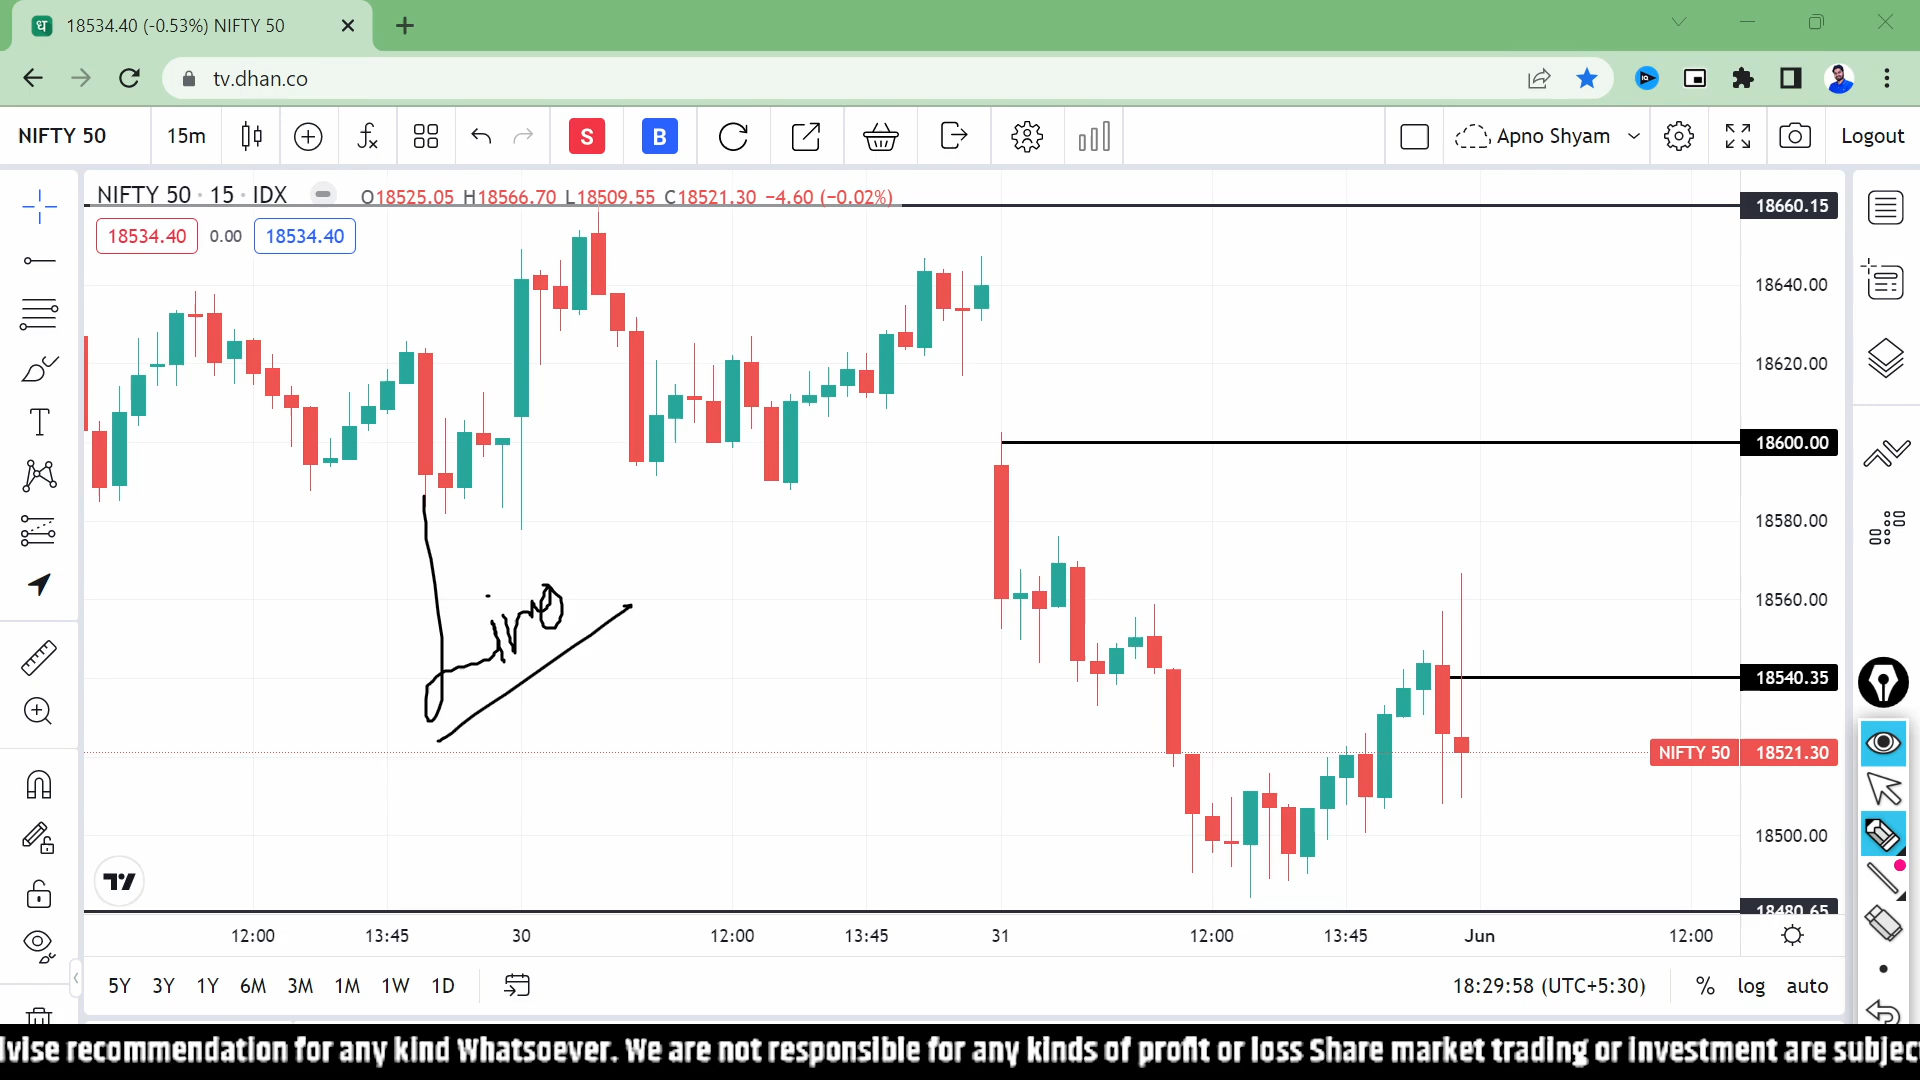 18534.40 (-0.53%) NIFTY 50
tv.dhan.co
NIFTY 50 15m S B Apno Shyam Logout
NIFTY 50 · 15 · IDX O18525.05 H18566.70 L18509.55 C18521.30 −4.60 (−0.02%)
18534.40 0.00 18534.40
18660.15
18640.00
18620.00
18600.00
18580.00
18560.00
18540.35
NIFTY 50 18521.30
18500.00
18480.65
12:00 13:45 30 12:00 13:45 31 12:00 13:45 Jun 12:00
5Y 3Y 1Y 6M 3M 1M 1W 1D 18:29:58 (UTC+5:30) % log auto
We are not responsible for any kinds of profit or loss Share market trading or investment are
recommendation for any kind Whatsoever.